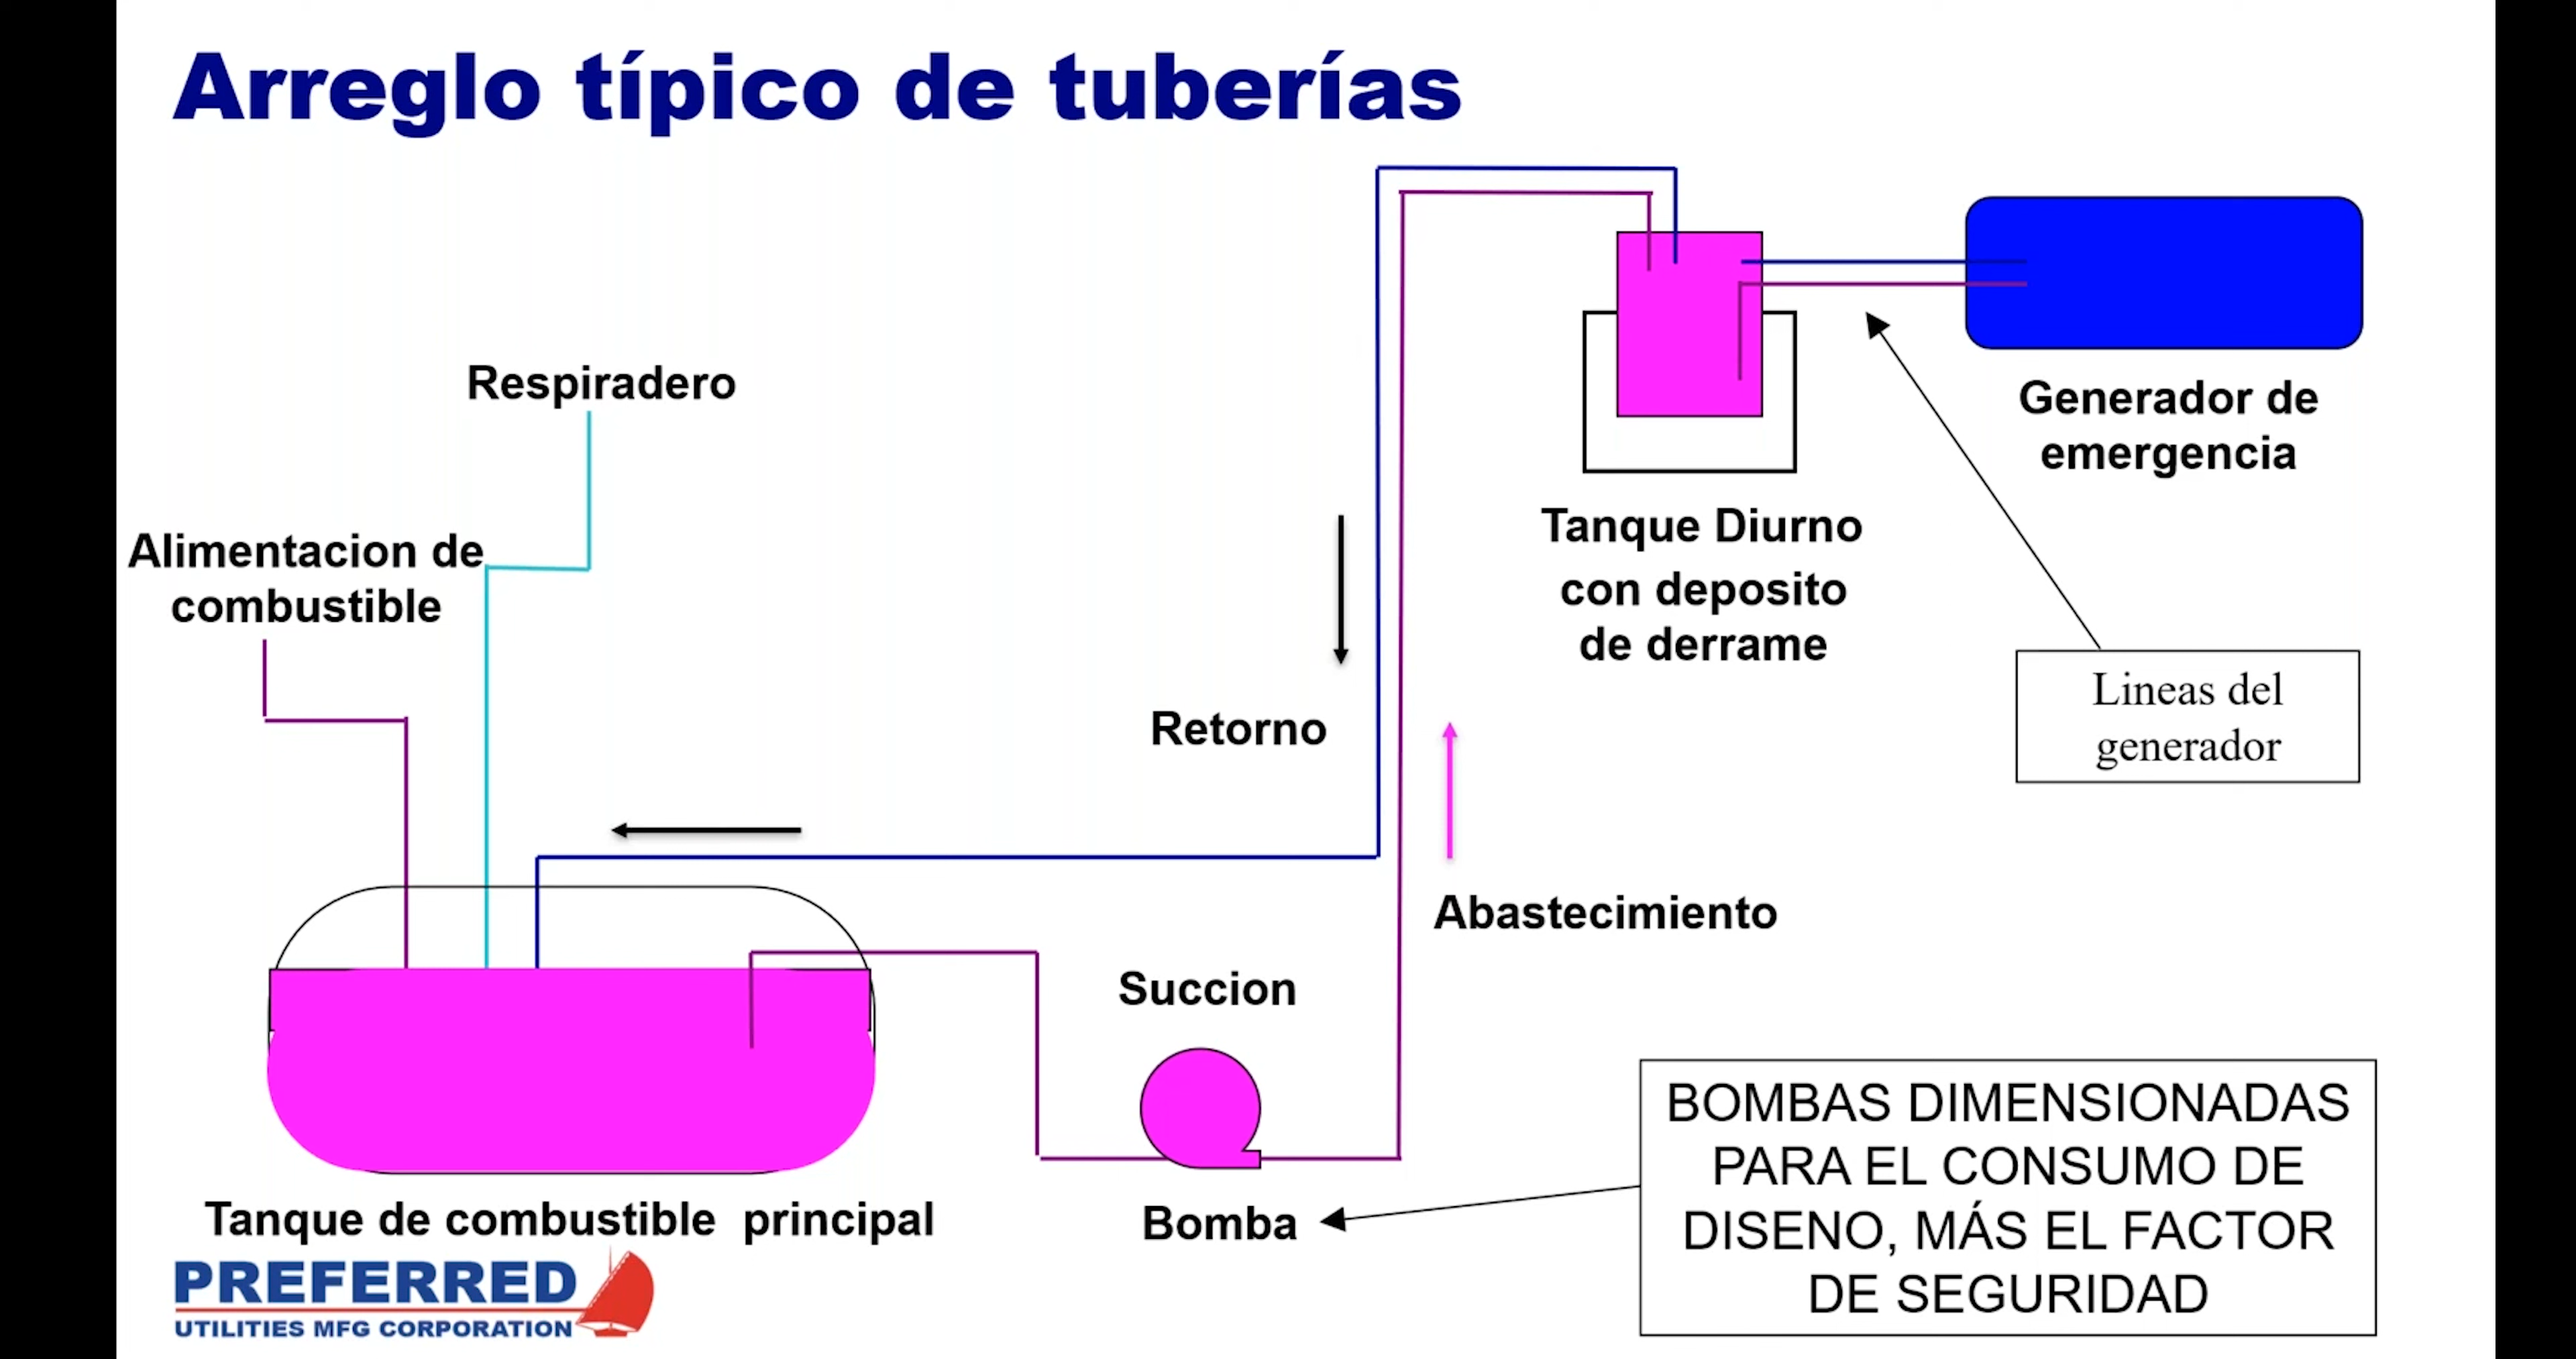 Arreglo típico de tuberías
Respiradero
Alimentacion de
combustible
Generador de
emergencia
Tanque Diurno
con deposito
de derrame
Lineas del
generador
Retorno
Abastecimiento
Succion
Bomba
BOMBAS DIMENSIONADAS
PARA EL CONSUMO DE
DISENO, MÁS EL FACTOR
DE SEGURIDAD
Tanque de combustible principal
PREFERRED
UTILITIES MFG CORPORATION